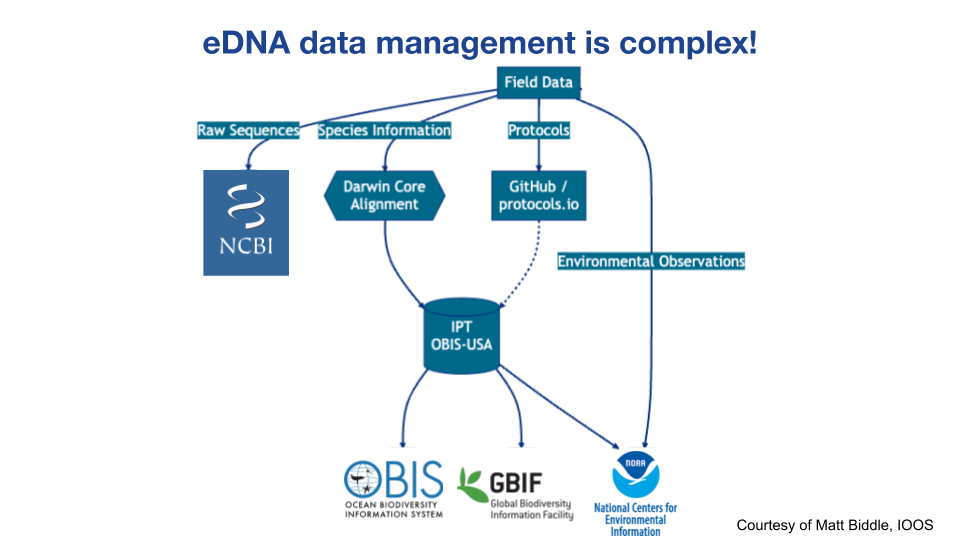 eDNA data management is complex!
Field Data
Raw Sequences
Species Information
Protocols
NCBI
Darwin Core
Alignment
GitHub /
protocols.io
Environmental Observations
IPT
OBIS-USA
OBIS
OCEAN BIODIVERSITY
INFORMATION SYSTEM
GBIF
Global Biodiversity
Information Facility
NOAA
National Centers for
Environmental
Information
Courtesy of Matt Biddle, IOOS